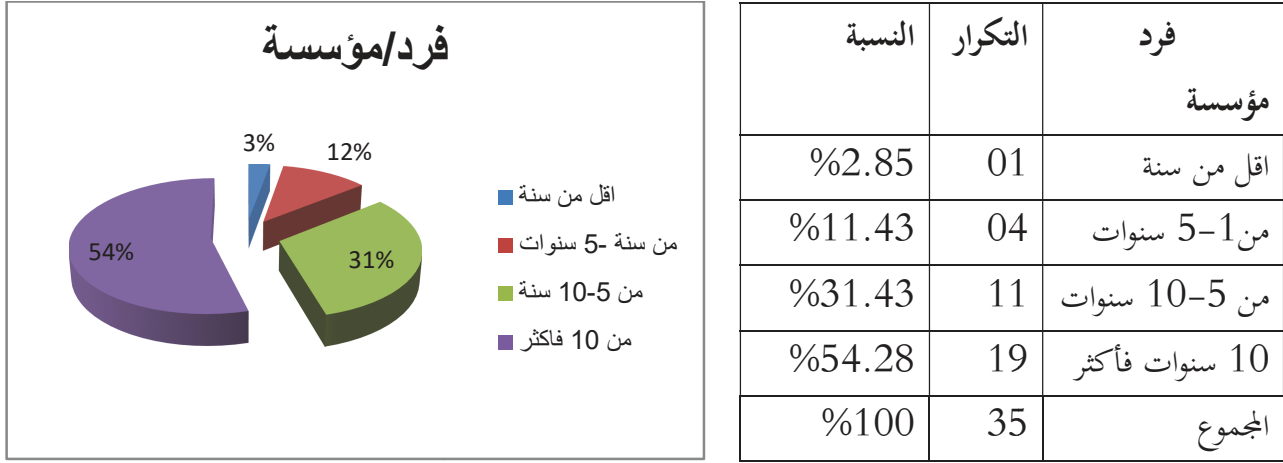 فرد/مؤسسة
3%
12%
31%
54%
اقل من سنة
من سنة -5 سنوات
من 5-10 سنة
من 10 فاكثر
فرد التكرار النسبة
مؤسسة
اقل من سنة 01 %2.85
من1-5 سنوات 04 %11.43
من 5-10 سنوات 11 %31.43
10 سنوات فأكثر 19 %54.28
المجموع 35 %100